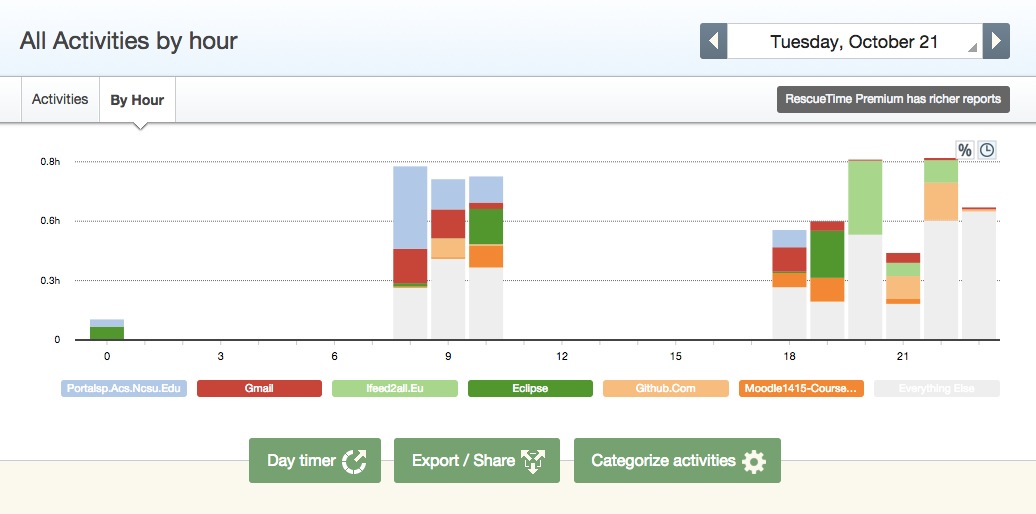 All Activities by hour
Tuesday, October 21
Activities
By Hour
RescueTime Premium has richer reports
%
0.8h
0.6h
0.3h
0
0 3 6 9 12 15 18 21
Portalsp.Acs.Ncsu.Edu Gmail Ifeed2all.Eu Eclipse Github.Com Moodle1415-Course... Everything Else
Day timer Export / Share Categorize activities